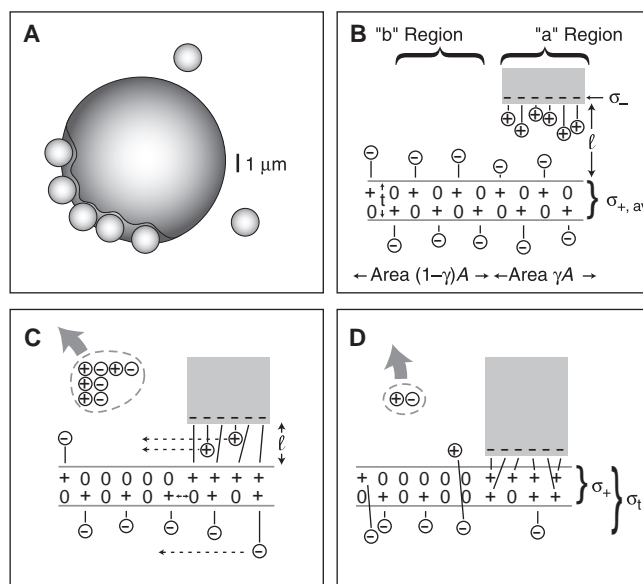 A
1 μm
B
"b" Region
"a" Region
σ–
ℓ
t
σ+, av
Area (1–γ)A
Area γA
C
ℓ
D
σ+
σt